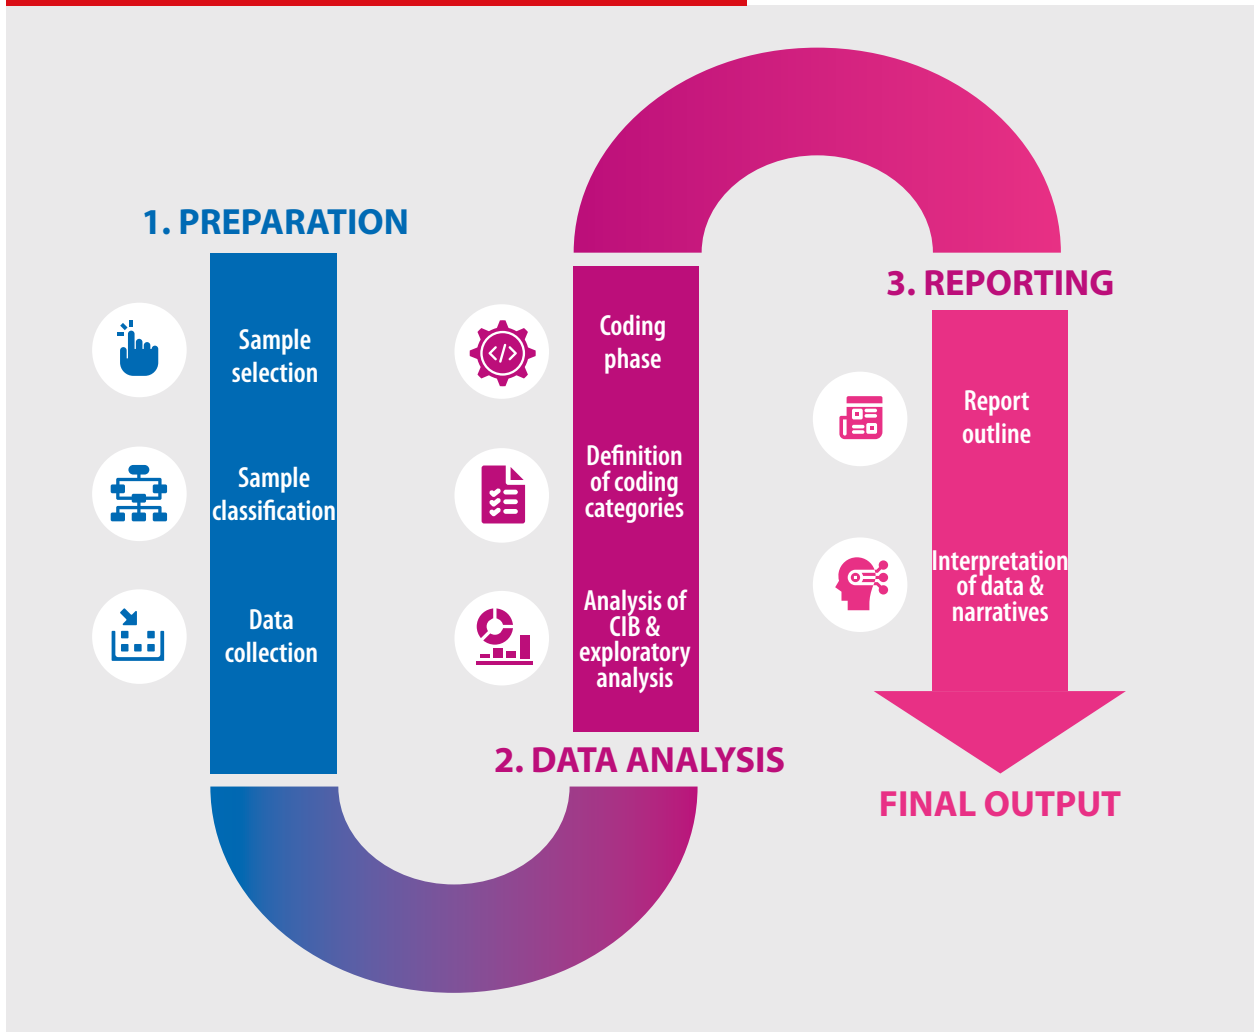 1. PREPARATION
Sample
selection
Sample
classification
Data
collection
2. DATA ANALYSIS
Coding
phase
Definition
of coding
categories
Analysis of
CIB &
exploratory
analysis
3. REPORTING
Report
outline
Interpretation
of data &
narratives
FINAL OUTPUT